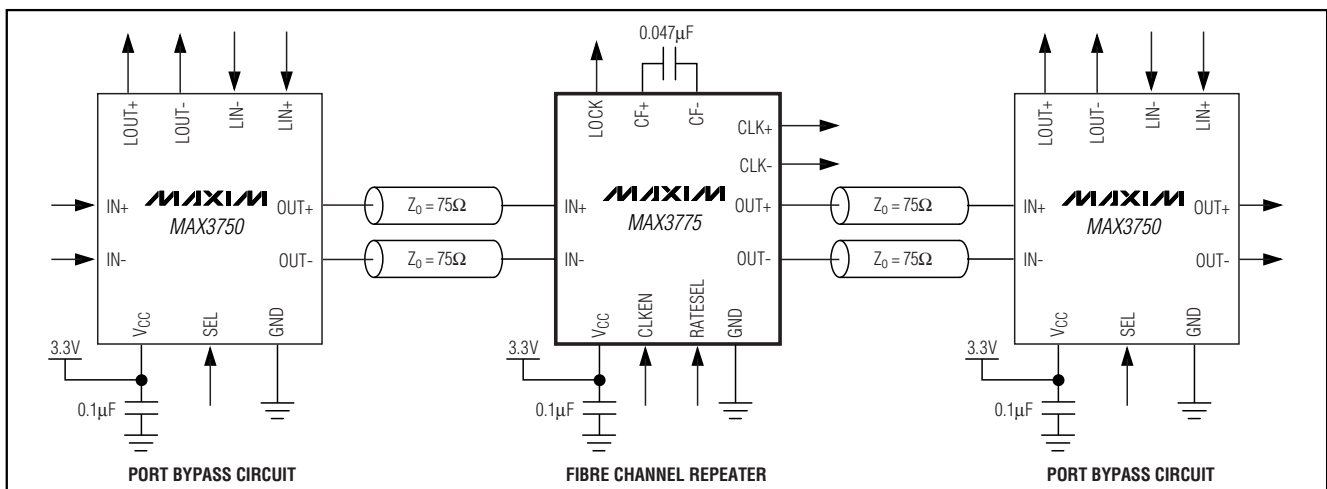 0.047µF
LOUT+ LOUT- LIN- LIN+
LOCK CF+ CF-
LOUT+ LOUT- LIN- LIN+
CLK+
CLK-
MAXIM
MAX3750
IN+
IN-
OUT+
OUT-
Z0 = 75Ω
Z0 = 75Ω
MAXIM
MAX3775
IN+
IN-
OUT+
OUT-
Z0 = 75Ω
Z0 = 75Ω
MAXIM
MAX3750
IN+
IN-
OUT+
OUT-
VCC SEL GND
VCC CLKEN RATESEL GND
VCC SEL GND
3.3V
3.3V
3.3V
0.1µF
0.1µF
0.1µF
PORT BYPASS CIRCUIT
FIBRE CHANNEL REPEATER
PORT BYPASS CIRCUIT